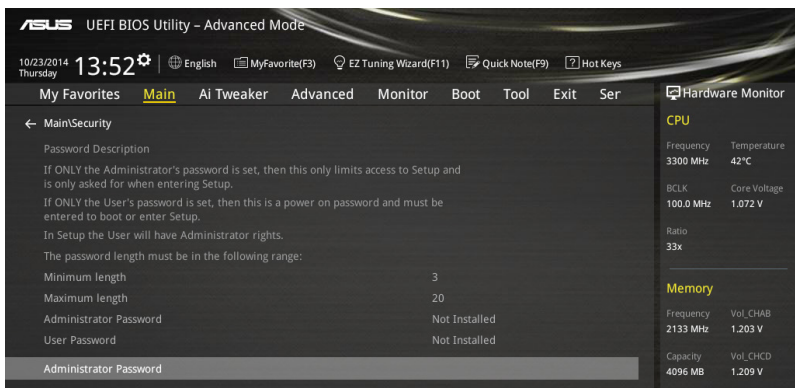 ASUS UEFI BIOS Utility – Advanced Mode
10/23/2014 Thursday 13:52 English MyFavorite(F3) EZ Tuning Wizard(F11) Quick Note(F9) ? Hot Keys
My Favorites Main Ai Tweaker Advanced Monitor Boot Tool Exit Ser
← Main\Security
Password Description
If ONLY the Administrator's password is set, then this only limits access to Setup and
is only asked for when entering Setup.
If ONLY the User's password is set, then this is a power on password and must be
entered to boot or enter Setup.
In Setup the User will have Administrator rights.
The password length must be in the following range:
Minimum length 3
Maximum length 20
Administrator Password Not Installed
User Password Not Installed
Administrator Password
Hardware Monitor
CPU
Frequency Temperature
3300 MHz 42°C
BCLK Core Voltage
100.0 MHz 1.072 V
Ratio
33x
Memory
Frequency Vol_CHAB
2133 MHz 1.203 V
Capacity Vol_CHCD
4096 MB 1.209 V